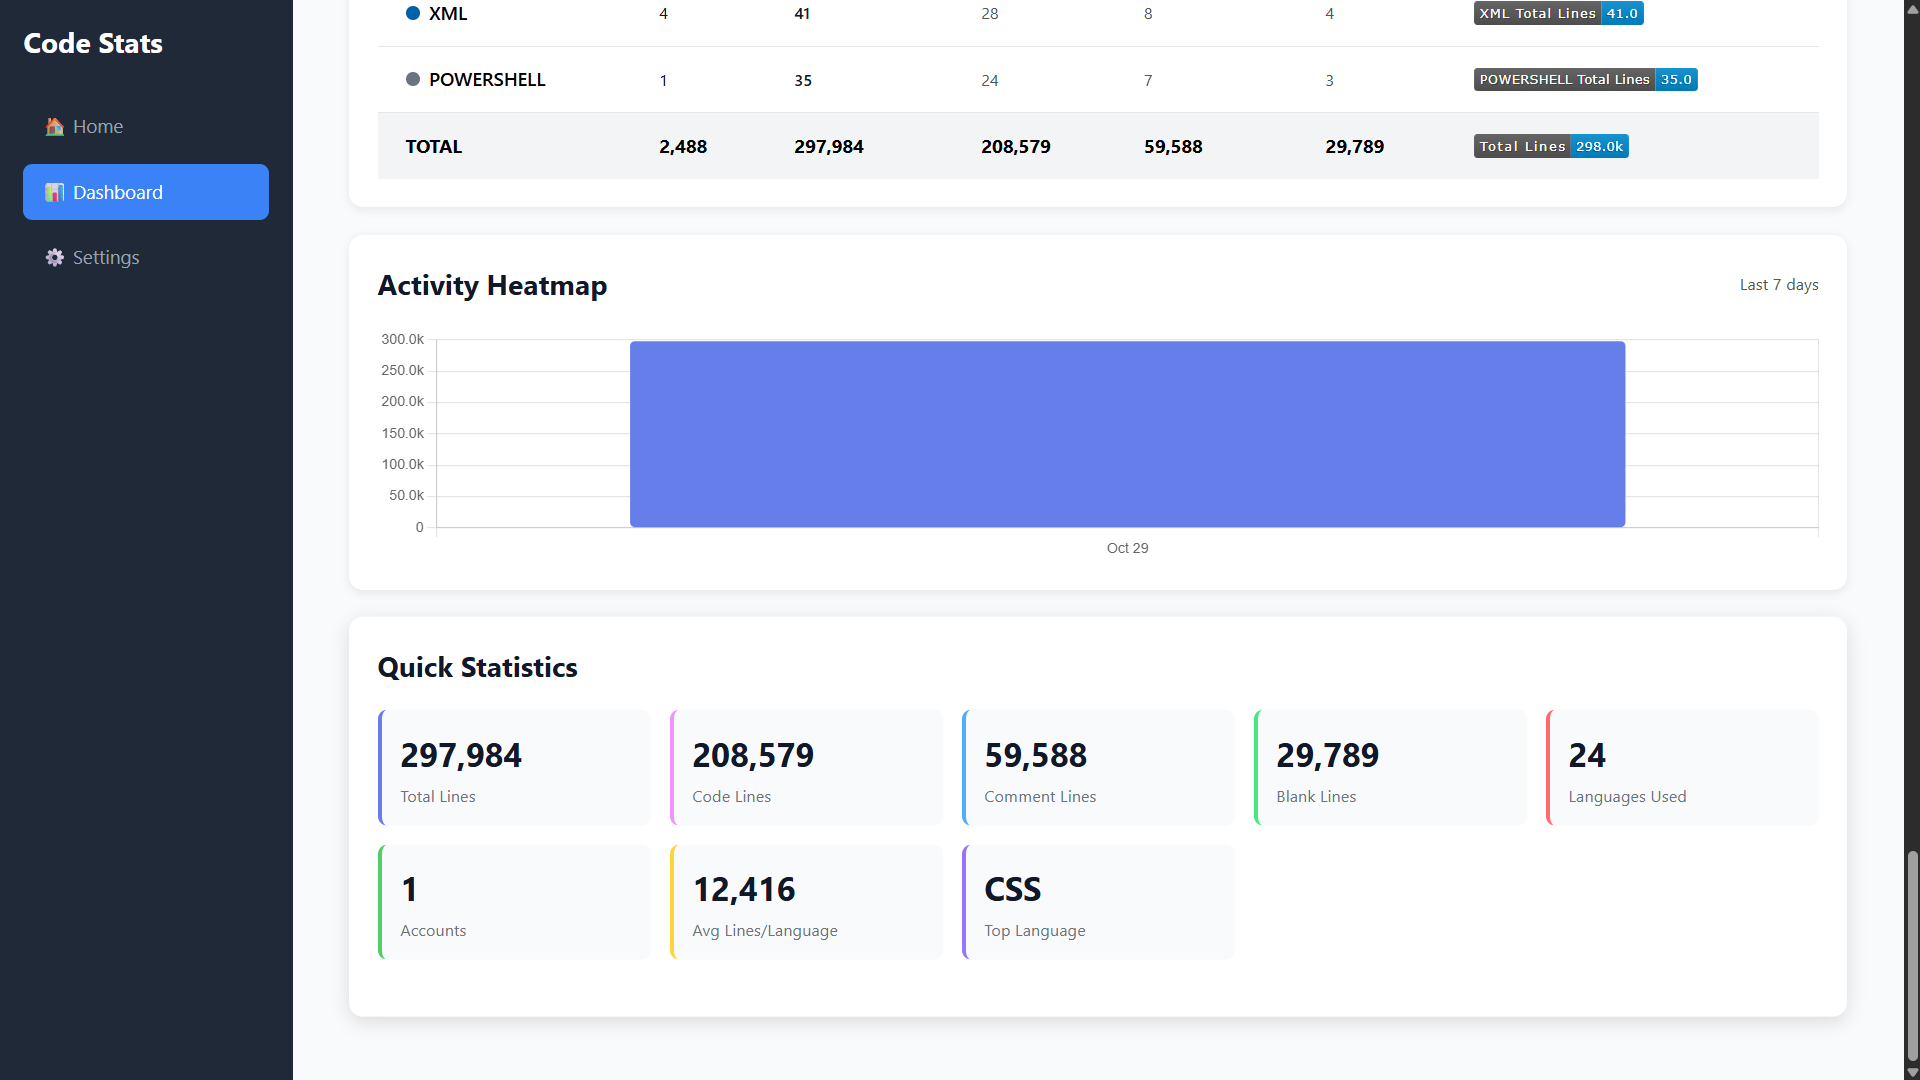 Code Stats
Home
Dashboard
Settings
XML 4 41 28 8 4 XML Total Lines 41.0
POWERSHELL 1 35 24 7 3 POWERSHELL Total Lines 35.0
TOTAL 2,488 297,984 208,579 59,588 29,789 Total Lines 298.0k
Activity Heatmap
Last 7 days
300.0k
250.0k
200.0k
150.0k
100.0k
50.0k
0
Oct 29
Quick Statistics
297,984
Total Lines
208,579
Code Lines
59,588
Comment Lines
29,789
Blank Lines
24
Languages Used
1
Accounts
12,416
Avg Lines/Language
CSS
Top Language